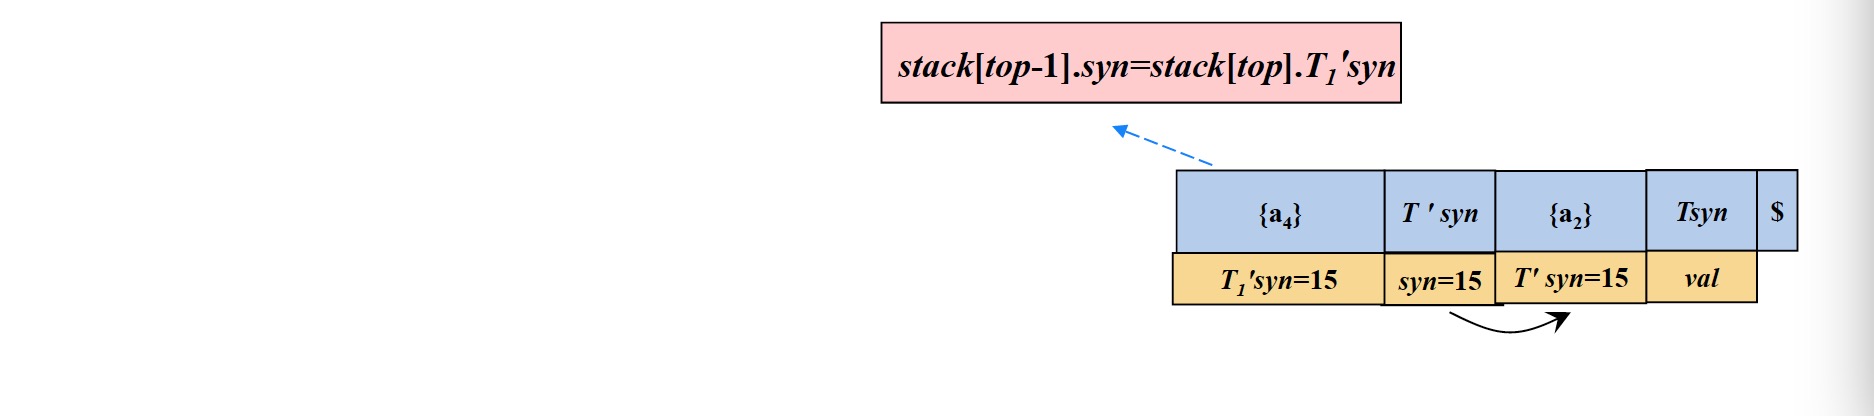 stack[top-1].syn=stack[top].T₁'syn
{a₄} T ' syn {a₂} Tsyn $
T₁'syn=15 syn=15 T' syn=15 val